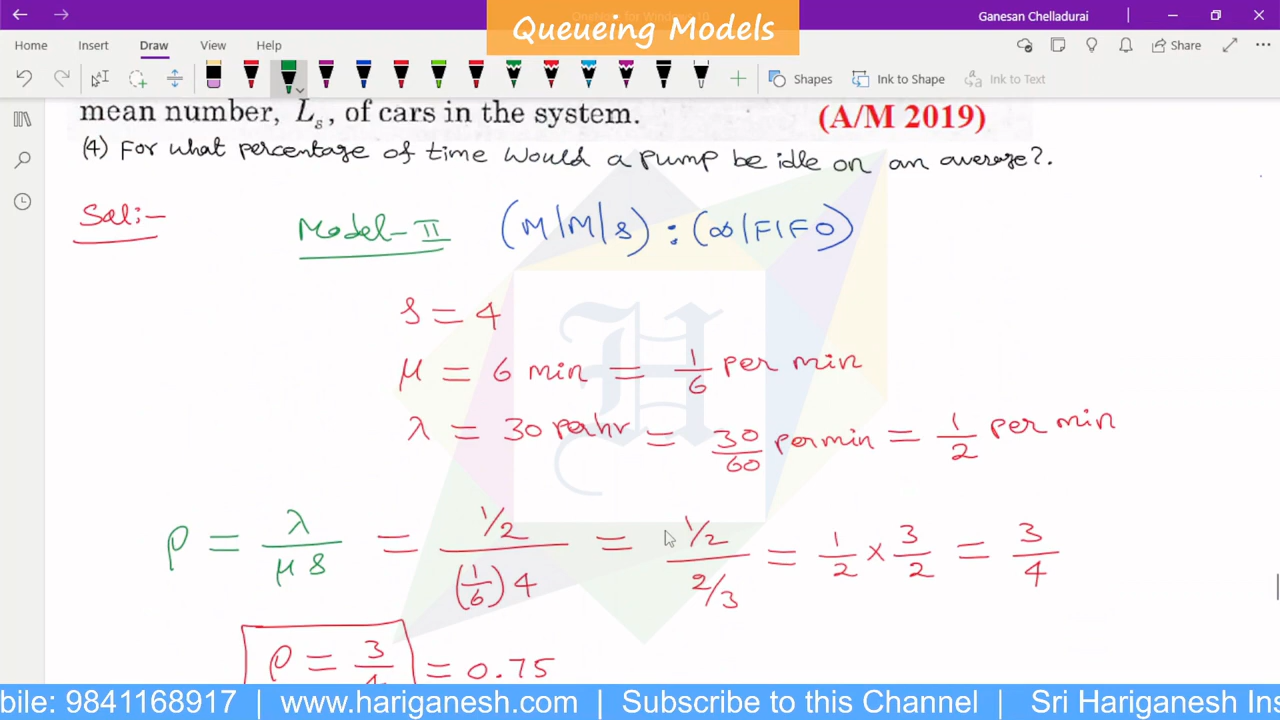 Queueing Models
Ganesan Chelladurai
Home Insert Draw View Help
Share
Shapes Ink to Shape Ink to Text
mean number, Lₛ, of cars in the system. (A/M 2019)
(4) For what percentage of time would a pump be idle on an average?.
Sol:-
Model-II (M/M/s) : (∞/FIFO)
s = 4
μ = 6 min = 1/6 per min
λ = 30 per hr = 30/60 per min = 1/2 per min
ρ = λ/μs = (1/2)/((1/6)4) = (1/2)/(2/3) = 1/2 × 3/2 = 3/4
ρ = 3/4 = 0.75
bile: 9841168917 | www.hariganesh.com | Subscribe to this Channel | Sri Hariganesh Ins